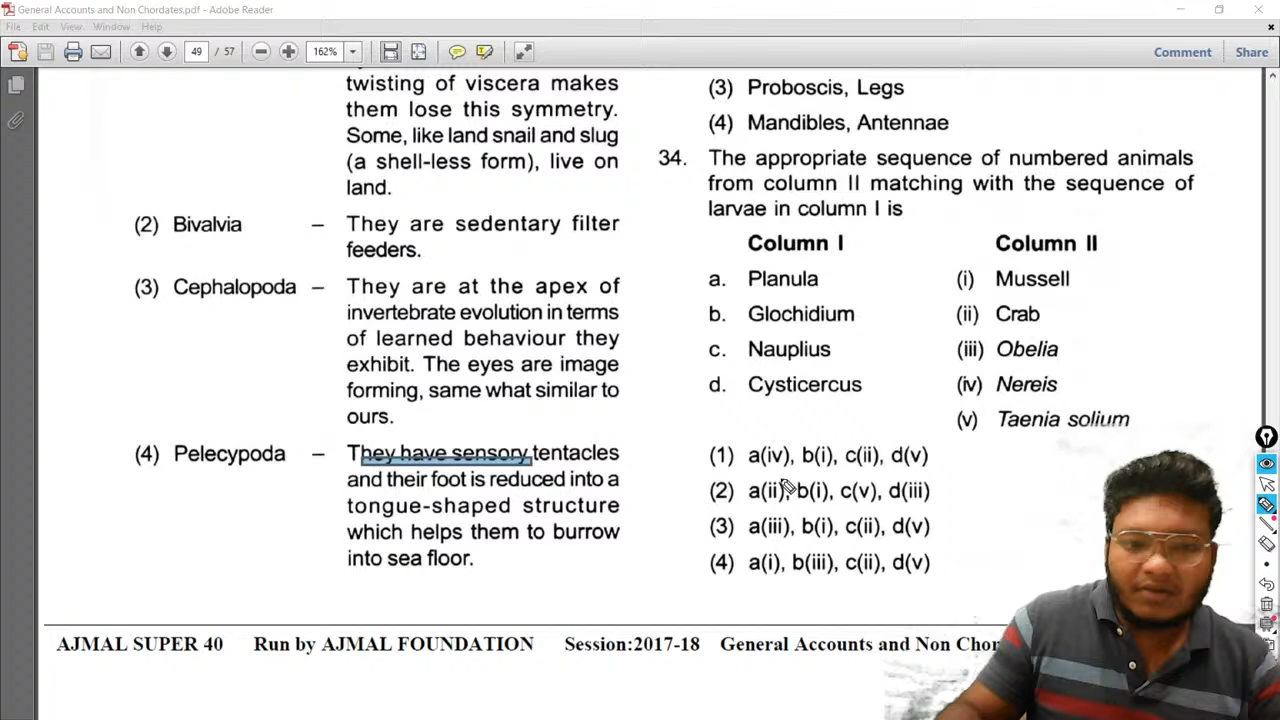 General Accounts and Non Chordates.pdf - Adobe Reader
File Edit View Window Help
49 / 57 162% Comment Share
twisting of viscera makes
them lose this symmetry.
Some, like land snail and slug
(a shell-less form), live on
land.
(2) Bivalvia – They are sedentary filter
feeders.
(3) Cephalopoda – They are at the apex of
invertebrate evolution in terms
of learned behaviour they
exhibit. The eyes are image
forming, same what similar to
ours.
(4) Pelecypoda – They have sensory tentacles
and their foot is reduced into a
tongue-shaped structure
which helps them to burrow
into sea floor.
(3) Proboscis, Legs
(4) Mandibles, Antennae
34. The appropriate sequence of numbered animals
from column II matching with the sequence of
larvae in column I is
Column I Column II
a. Planula (i) Mussell
b. Glochidium (ii) Crab
c. Nauplius (iii) Obelia
d. Cysticercus (iv) Nereis
(v) Taenia solium
(1) a(iv), b(i), c(ii), d(v)
(2) a(ii), b(i), c(v), d(iii)
(3) a(iii), b(i), c(ii), d(v)
(4) a(i), b(iii), c(ii), d(v)
AJMAL SUPER 40 Run by AJMAL FOUNDATION Session:2017-18 General Accounts and Non Chor